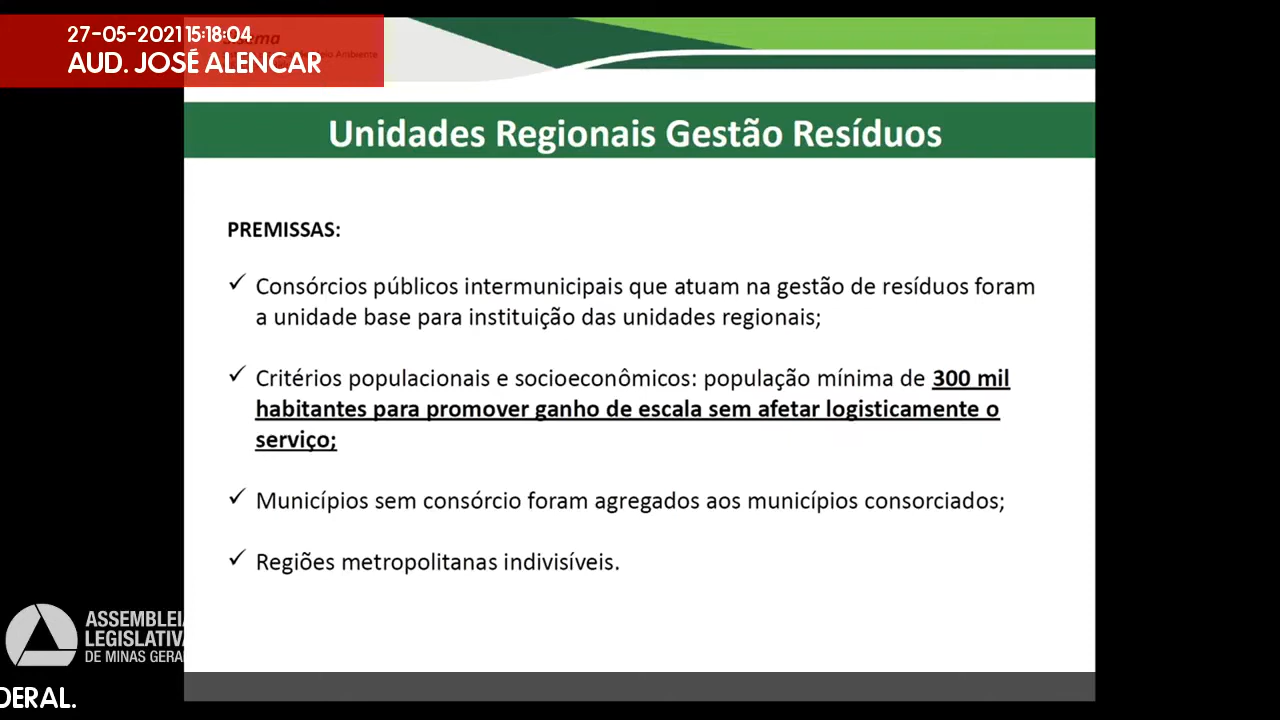 27-05-2021 15:18:04
AUD. JOSÉ ALENCAR
Unidades Regionais Gestão Resíduos
PREMISSAS:
✓ Consórcios públicos intermunicipais que atuam na gestão de resíduos foram
a unidade base para instituição das unidades regionais;
✓ Critérios populacionais e socioeconômicos: população mínima de 300 mil
habitantes para promover ganho de escala sem afetar logisticamente o
serviço;
✓ Municípios sem consórcio foram agregados aos municípios consorciados;
✓ Regiões metropolitanas indivisíveis.
ASSEMBLEIA
LEGISLATIVA
DE MINAS GERAI
DERAL.